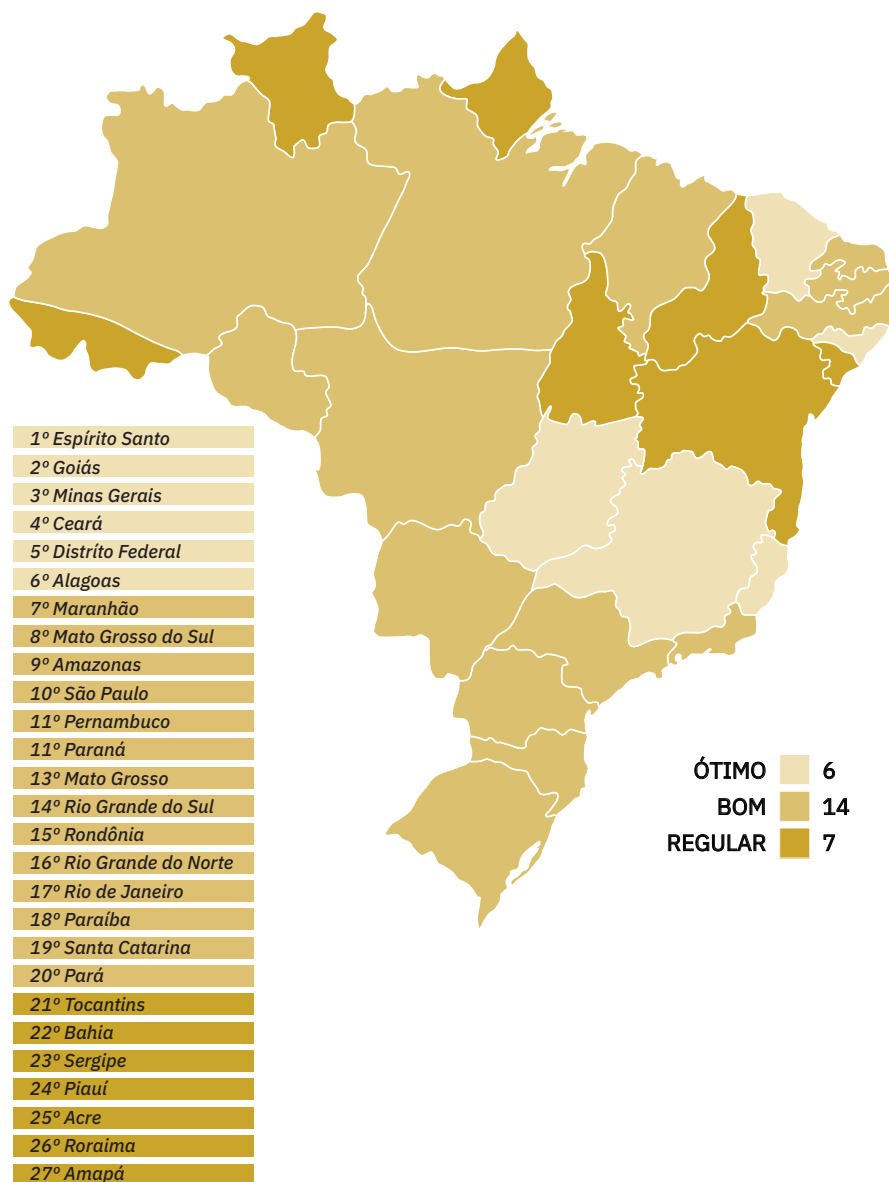 1º Espírito Santo
2º Goiás
3º Minas Gerais
4º Ceará
5º Distríto Federal
6º Alagoas
7º Maranhão
8º Mato Grosso do Sul
9º Amazonas
10º São Paulo
11º Pernambuco
11º Paraná
13º Mato Grosso
14º Rio Grande do Sul
15º Rondônia
16º Rio Grande do Norte
17º Rio de Janeiro
18º Paraíba
19º Santa Catarina
20º Pará
21º Tocantins
22º Bahia
23º Sergipe
24º Piauí
25º Acre
26º Roraima
27º Amapá
ÓTIMO 6
BOM 14
REGULAR 7